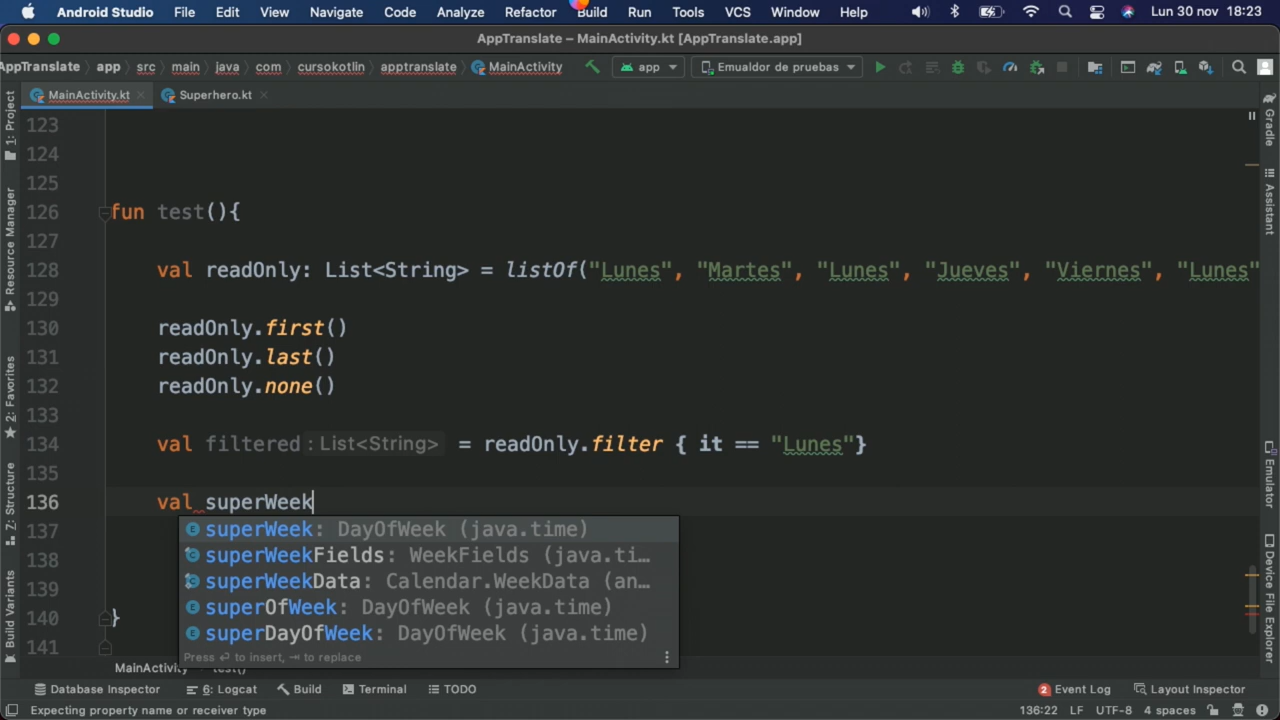 Android Studio File Edit View Navigate Code Analyze Refactor Build Run Tools VCS Window Help Lun 30 nov 18:23
AppTranslate – MainActivity.kt [AppTranslate.app]
AppTranslate app src main java com cursokotlin apptranslate MainActivity app Emualdor de pruebas
MainActivity.kt Superhero.kt
1: Project
Resource Manager
2: Favorites
Z: Structure
Build Variants
123
124
125
126 fun test(){
127
128 val readOnly: List<String> = listOf("Lunes", "Martes", "Lunes", "Jueves", "Viernes", "Lunes"
129
130 readOnly.first()
131 readOnly.last()
132 readOnly.none()
133
134 val filtered :List<String> = readOnly.filter { it == "Lunes"}
135
136 val superWeek
137 superWeek: DayOfWeek (java.time)
138 superWeekFields: WeekFields (java.ti...
139 superWeekData: Calendar.WeekData (an...
140 } superOfWeek: DayOfWeek (java.time)
141 superDayOfWeek: DayOfWeek (java.time)
Press ⏎ to insert, ⇥ to replace
MainActivity test()
Gradle
Assistant
Emulator
Device File Explorer
Database Inspector 6: Logcat Build Terminal TODO 2 Event Log Layout Inspector
Expecting property name or receiver type 136:22 LF UTF-8 4 spaces